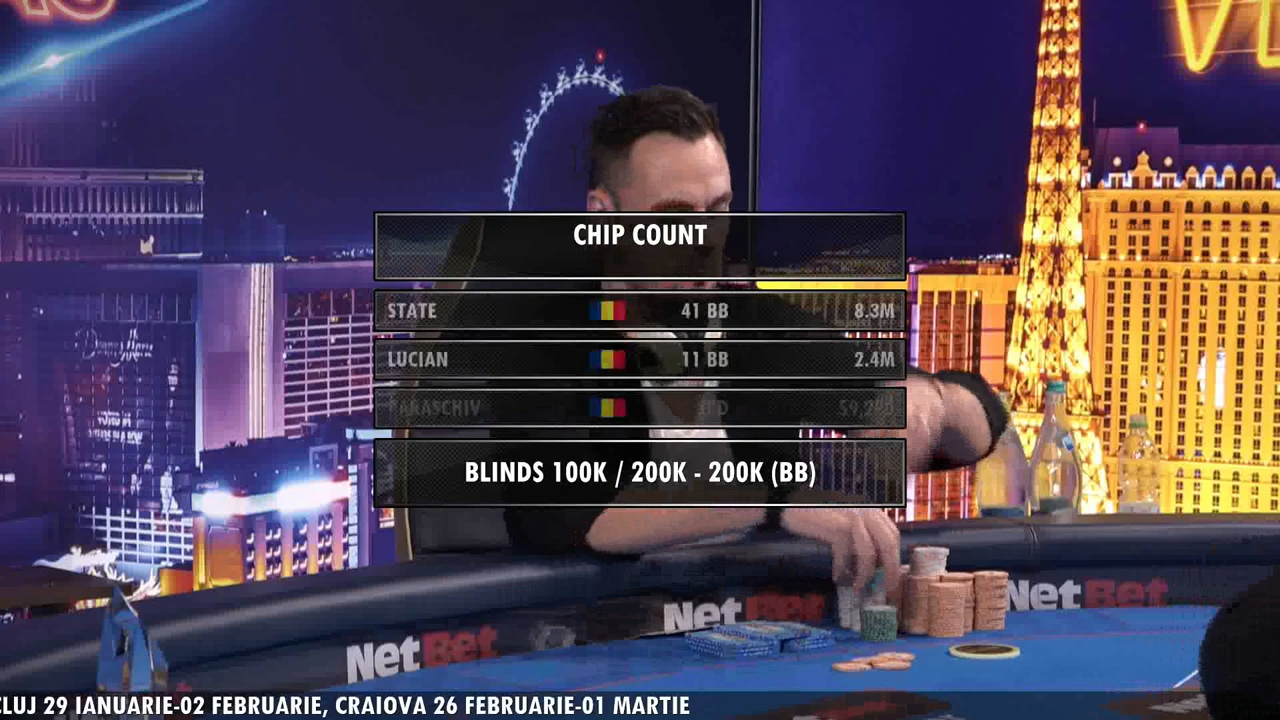 CHIP COUNT
STATE 41 BB 8.3M
LUCIAN 11 BB 2.4M
PARASCHIV
BLINDS 100K / 200K - 200K (BB)
NetBet
NetBet
NetBet
CLUJ 29 IANUARIE-02 FEBRUARIE, CRAIOVA 26 FEBRUARIE-01 MARTIE